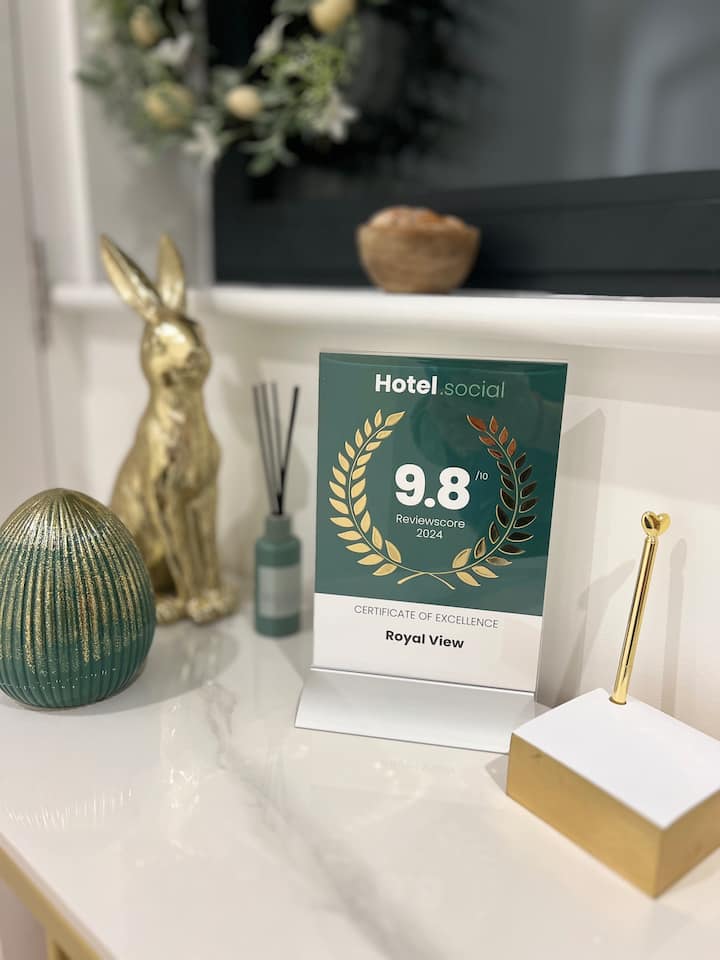 Hotel.social
9.8/10
Reviewscore
2024
CERTIFICATE OF EXCELLENCE
Royal View